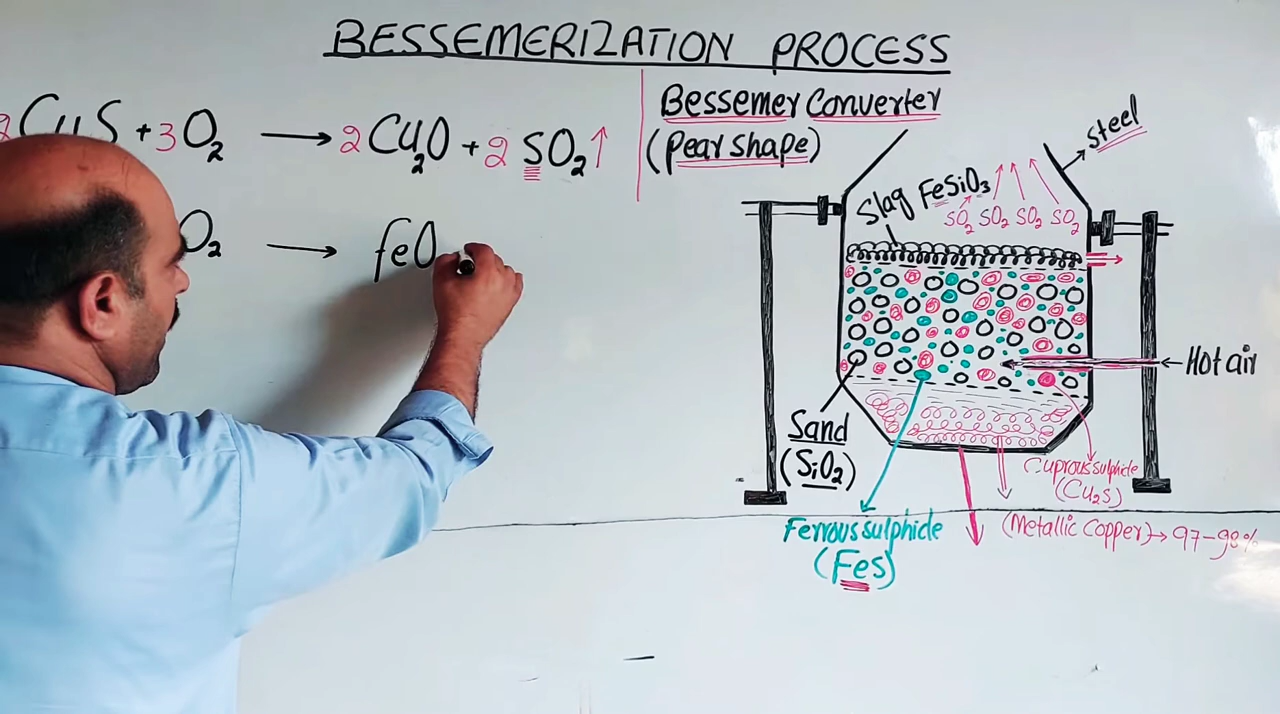 BESSEMERIZATION PROCESS
2CuS + 3O2 → 2Cu2O + 2SO2↑
O2 → feO
Bessemer Converter
(Pear shape)
Steel
Slag FeSiO3
SO2 SO2 SO2 SO2
Hot air
Sand
(SiO2)
Cuprous sulphide
(Cu2S)
Ferrous sulphide
(FeS)
(Metallic copper) → 97-98%